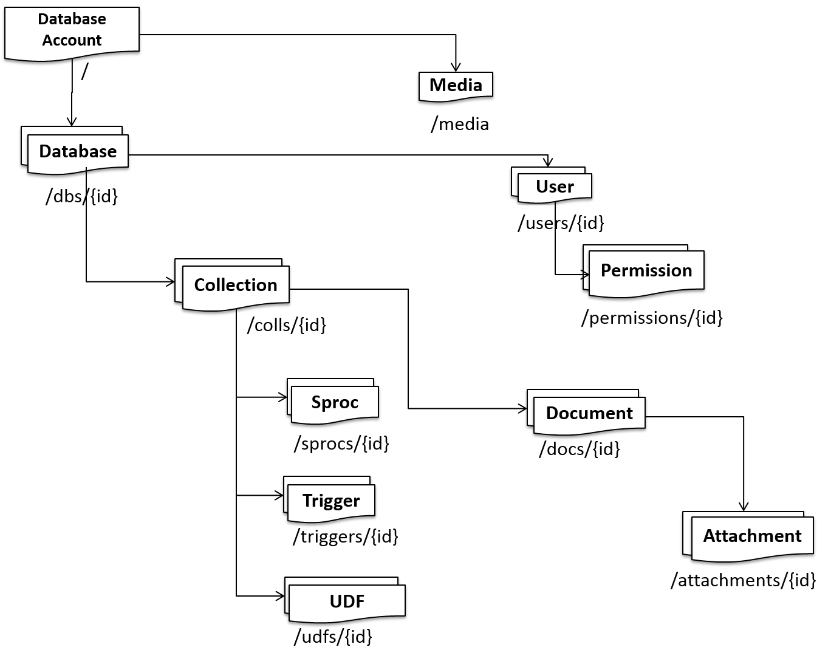 Database
Account
/
Media
/media
Database
/dbs/{id}
User
/users/{id}
Permission
/permissions/{id}
Collection
/colls/{id}
Sproc
/sprocs/{id}
Document
/docs/{id}
Trigger
/triggers/{id}
Attachment
/attachments/{id}
UDF
/udfs/{id}